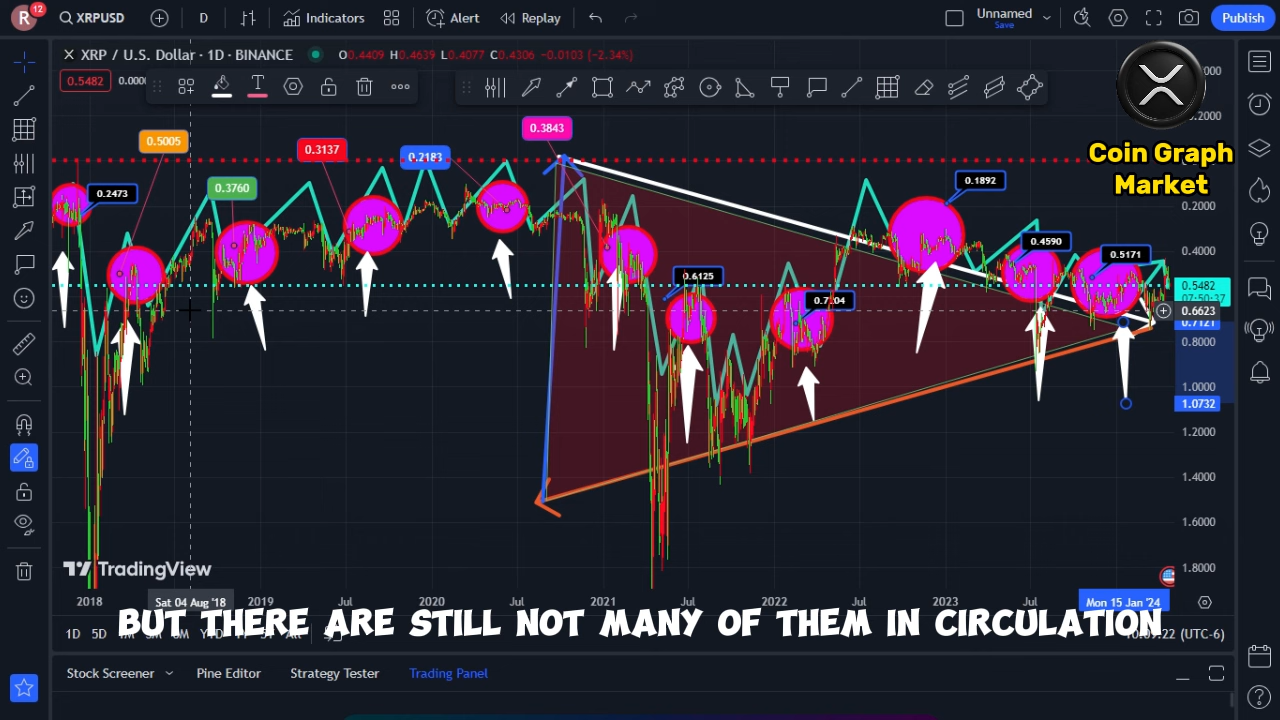 R 12 XRPUSD D Indicators Alert Replay Unnamed Save Publish
XRP / U.S. Dollar · 1D · BINANCE O0.4409 H0.4639 L0.4077 C0.4306 -0.0103 (-2.34%)
0.5482
T
Coin Graph
Market
0.3843
0.5005
0.3137
0.2183
0.3760
0.2473
0.1892
0.2000
0.4590
0.4000
0.5171
0.6125
0.5482
07:50:37
0.7204
0.6623
0.7121
0.8000
1.0000
1.0732
1.2000
1.4000
1.6000
1.8000
TradingView
2018 Sat 04 Aug '18 2019 Jul 2020 Jul 2021 Jul 2022 Jul 2023 Jul Mon 15 Jan '24
BUT THERE ARE STILL NOT MANY OF THEM IN CIRCULATION
1D 5D (UTC-6)
Stock Screener Pine Editor Strategy Tester Trading Panel